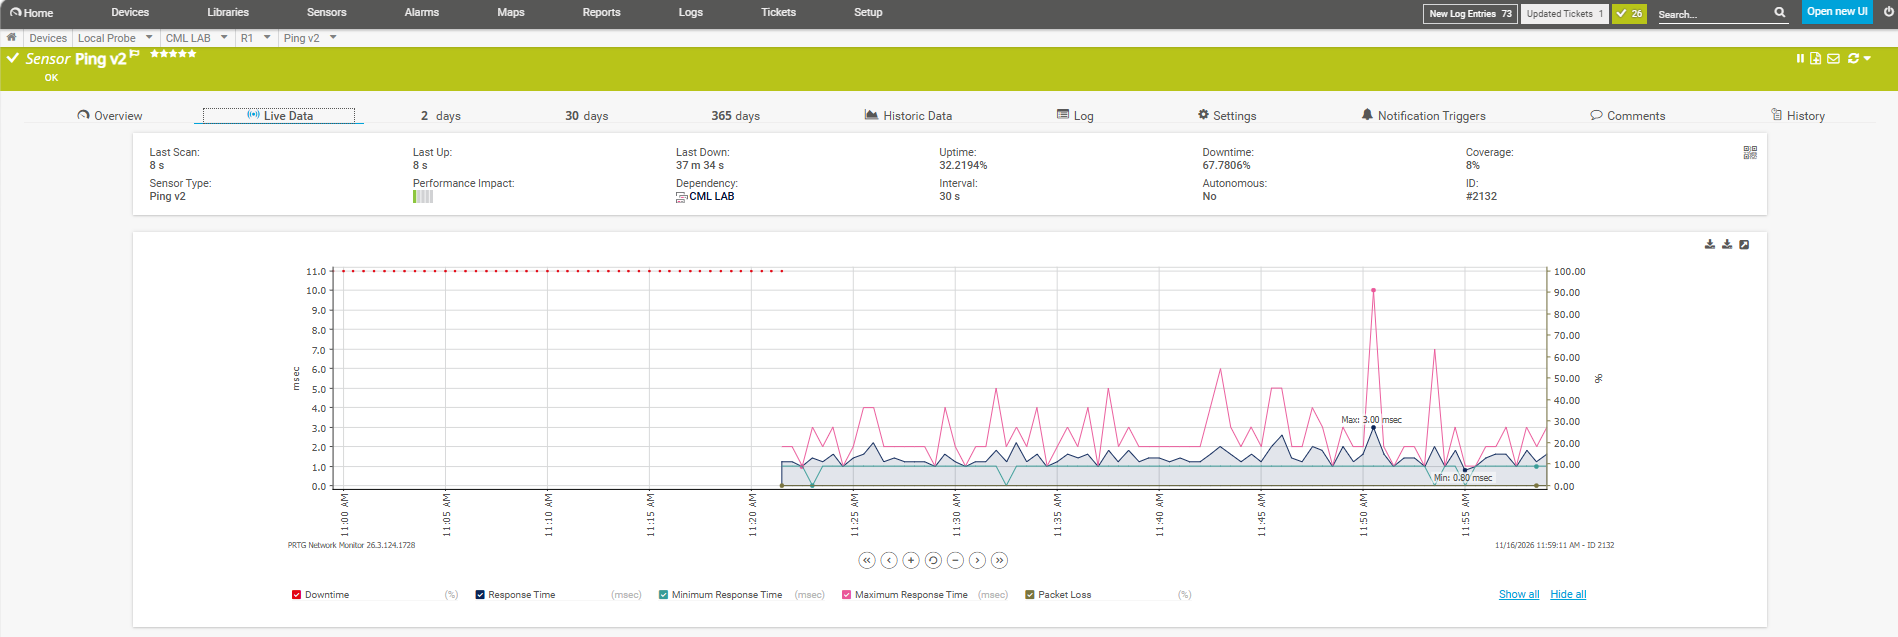 Home Devices Libraries Sensors Alarms Maps Reports Logs Tickets Setup New Log Entries 73 Updated Tickets 1 26 Search... Open new UI
Devices Local Probe CML LAB R1 Ping v2
Sensor Ping v2
OK
Overview Live Data 2 days 30 days 365 days Historic Data Log Settings Notification Triggers Comments History
Last Scan: Last Up: Last Down: Uptime: Downtime: Coverage:
8 s 8 s 37 m 34 s 32.2194% 67.7806% 8%
Sensor Type: Performance Impact: Dependency: Interval: Autonomous: ID:
Ping v2 CML LAB 30 s No #2132
11.0 100.00
10.0 90.00
9.0 80.00
8.0 70.00
7.0 60.00
6.0 50.00
5.0 40.00
4.0 30.00
3.0 20.00
2.0 10.00
1.0 0.00
0.0
msec
%
Max: 3.00 msec
Min: 0.80 msec
11:00 AM 11:05 AM 11:10 AM 11:15 AM 11:20 AM 11:25 AM 11:30 AM 11:35 AM 11:40 AM 11:45 AM 11:50 AM 11:55 AM
PRTG Network Monitor 26.3.124.1728 11/16/2026 11:59:11 AM - ID 2132
Downtime (%) Response Time (msec) Minimum Response Time (msec) Maximum Response Time (msec) Packet Loss (%) Show all Hide all